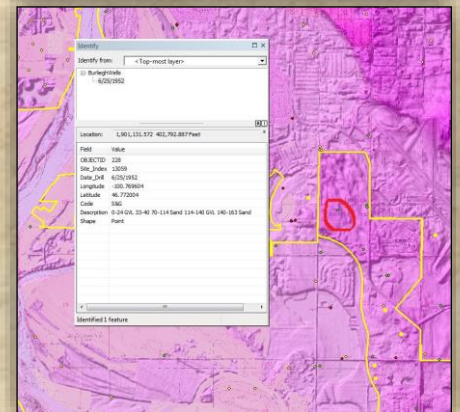 Identify
Identify from: <Top-most layer>
BurleighWells
6/25/1952
Location: 1,901,131.572 402,792.887 Feet
Field Value
OBJECTID 228
Site_Index 13059
Date_Drill 6/25/1952
Longitude -100.769604
Latitude 46.772004
Code S&G
Description 0-24 GVL 33-40 70-114 Sand 114-140 GVL 140-163 Sand
Shape Point
Identified 1 feature